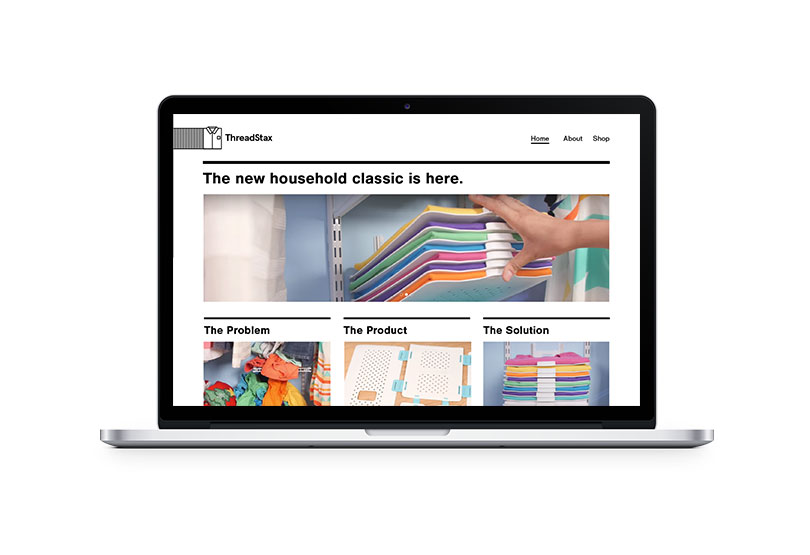 ThreadStax
Home About Shop
The new household classic is here.
The Problem
The Product
The Solution